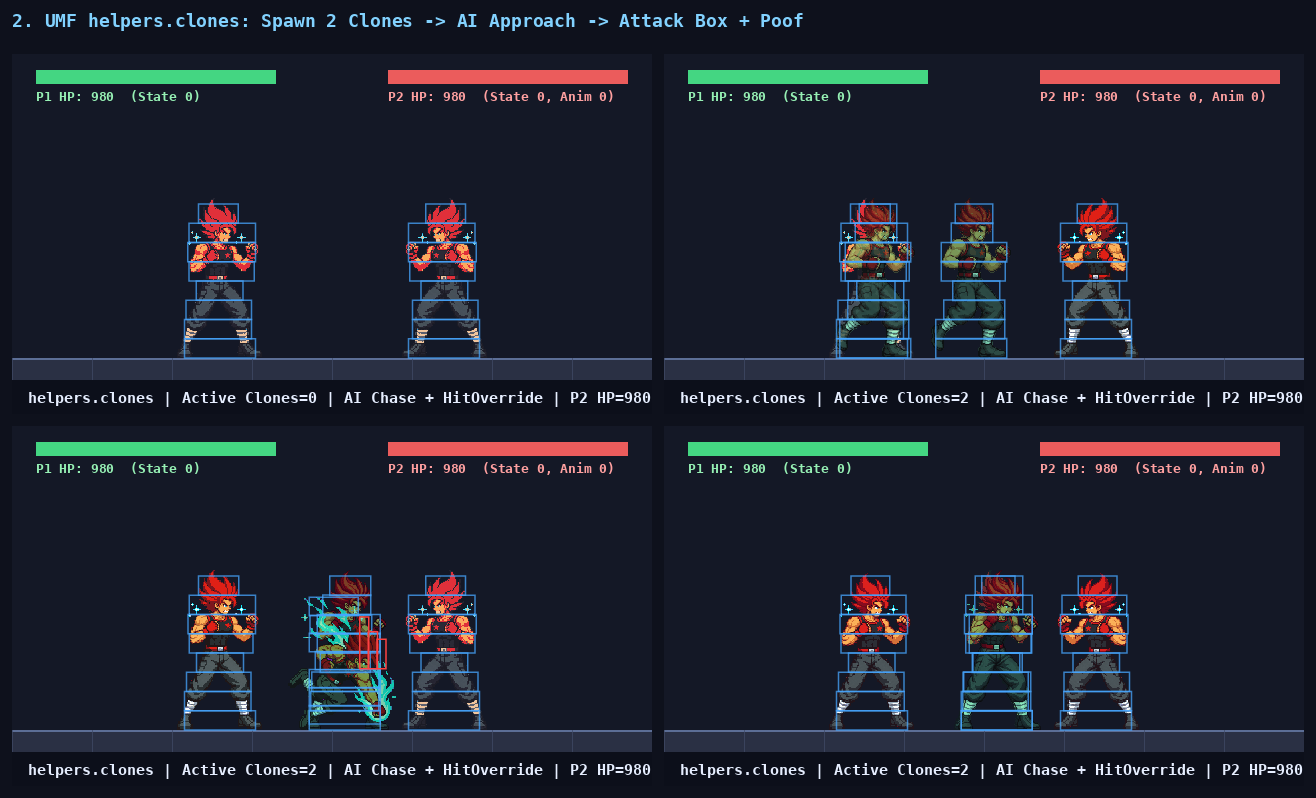 2. UMF helpers.clones: Spawn 2 Clones -> AI Approach -> Attack Box + Poof
P1 HP: 980 (State 0)
P2 HP: 980 (State 0, Anim 0)
helpers.clones | Active Clones=0 | AI Chase + HitOverride | P2 HP=980
P1 HP: 980 (State 0)
P2 HP: 980 (State 0, Anim 0)
helpers.clones | Active Clones=2 | AI Chase + HitOverride | P2 HP=980
P1 HP: 980 (State 0)
P2 HP: 980 (State 0, Anim 0)
helpers.clones | Active Clones=2 | AI Chase + HitOverride | P2 HP=980
P1 HP: 980 (State 0)
P2 HP: 980 (State 0, Anim 0)
helpers.clones | Active Clones=2 | AI Chase + HitOverride | P2 HP=980